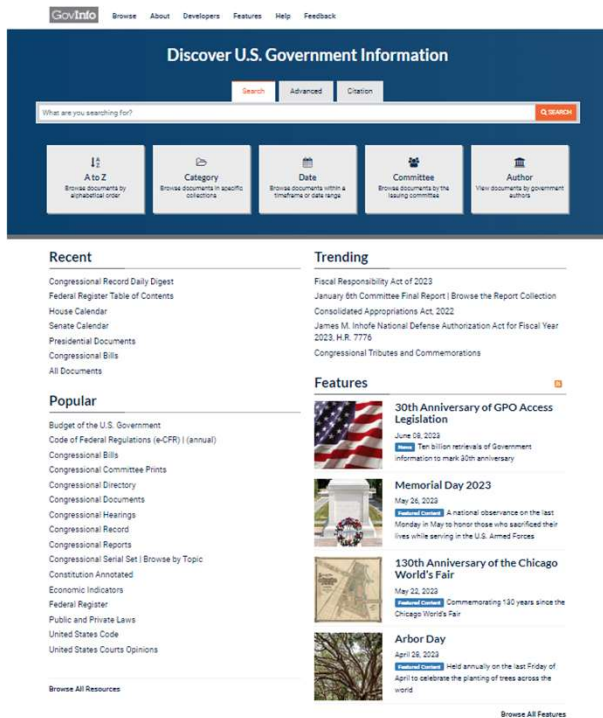 GovInfo Browse About Developers Features Help Feedback
Discover U.S. Government Information
Search Advanced Citation
What are you searching for? SEARCH
A to Z
Browse documents by
alphabetical order
Category
Browse documents in specific
collections
Date
Browse documents within a
timeframe or date range
Committee
Browse documents by the
issuing committee
Author
View documents by government
authors
Recent
Congressional Record Daily Digest
Federal Register Table of Contents
House Calendar
Senate Calendar
Presidential Documents
Congressional Bills
All Documents
Popular
Budget of the U.S. Government
Code of Federal Regulations (e-CFR) | (annual)
Congressional Bills
Congressional Committee Prints
Congressional Directory
Congressional Documents
Congressional Hearings
Congressional Record
Congressional Reports
Congressional Serial Set | Browse by Topic
Constitution Annotated
Economic Indicators
Federal Register
Public and Private Laws
United States Code
United States Courts Opinions
Browse All Resources
Trending
Fiscal Responsibility Act of 2023
January 6th Committee Final Report | Browse the Report Collection
Consolidated Appropriations Act, 2022
James M. Inhofe National Defense Authorization Act for Fiscal Year
2023, H.R. 7776
Congressional Tributes and Commemorations
Features
30th Anniversary of GPO Access
Legislation
June 08, 2023
News Ten billion retrievals of Government
information to mark 30th anniversary
Memorial Day 2023
May 26, 2023
Featured Content A national observance on the last
Monday in May to honor those who sacrificed their
lives while serving in the U.S. Armed Forces
130th Anniversary of the Chicago
World's Fair
May 22, 2023
Featured Content Commemorating 130 years since the
Chicago World's Fair
Arbor Day
April 28, 2023
Featured Content Held annually on the last Friday of
April to celebrate the planting of trees across the
world
Browse All Features